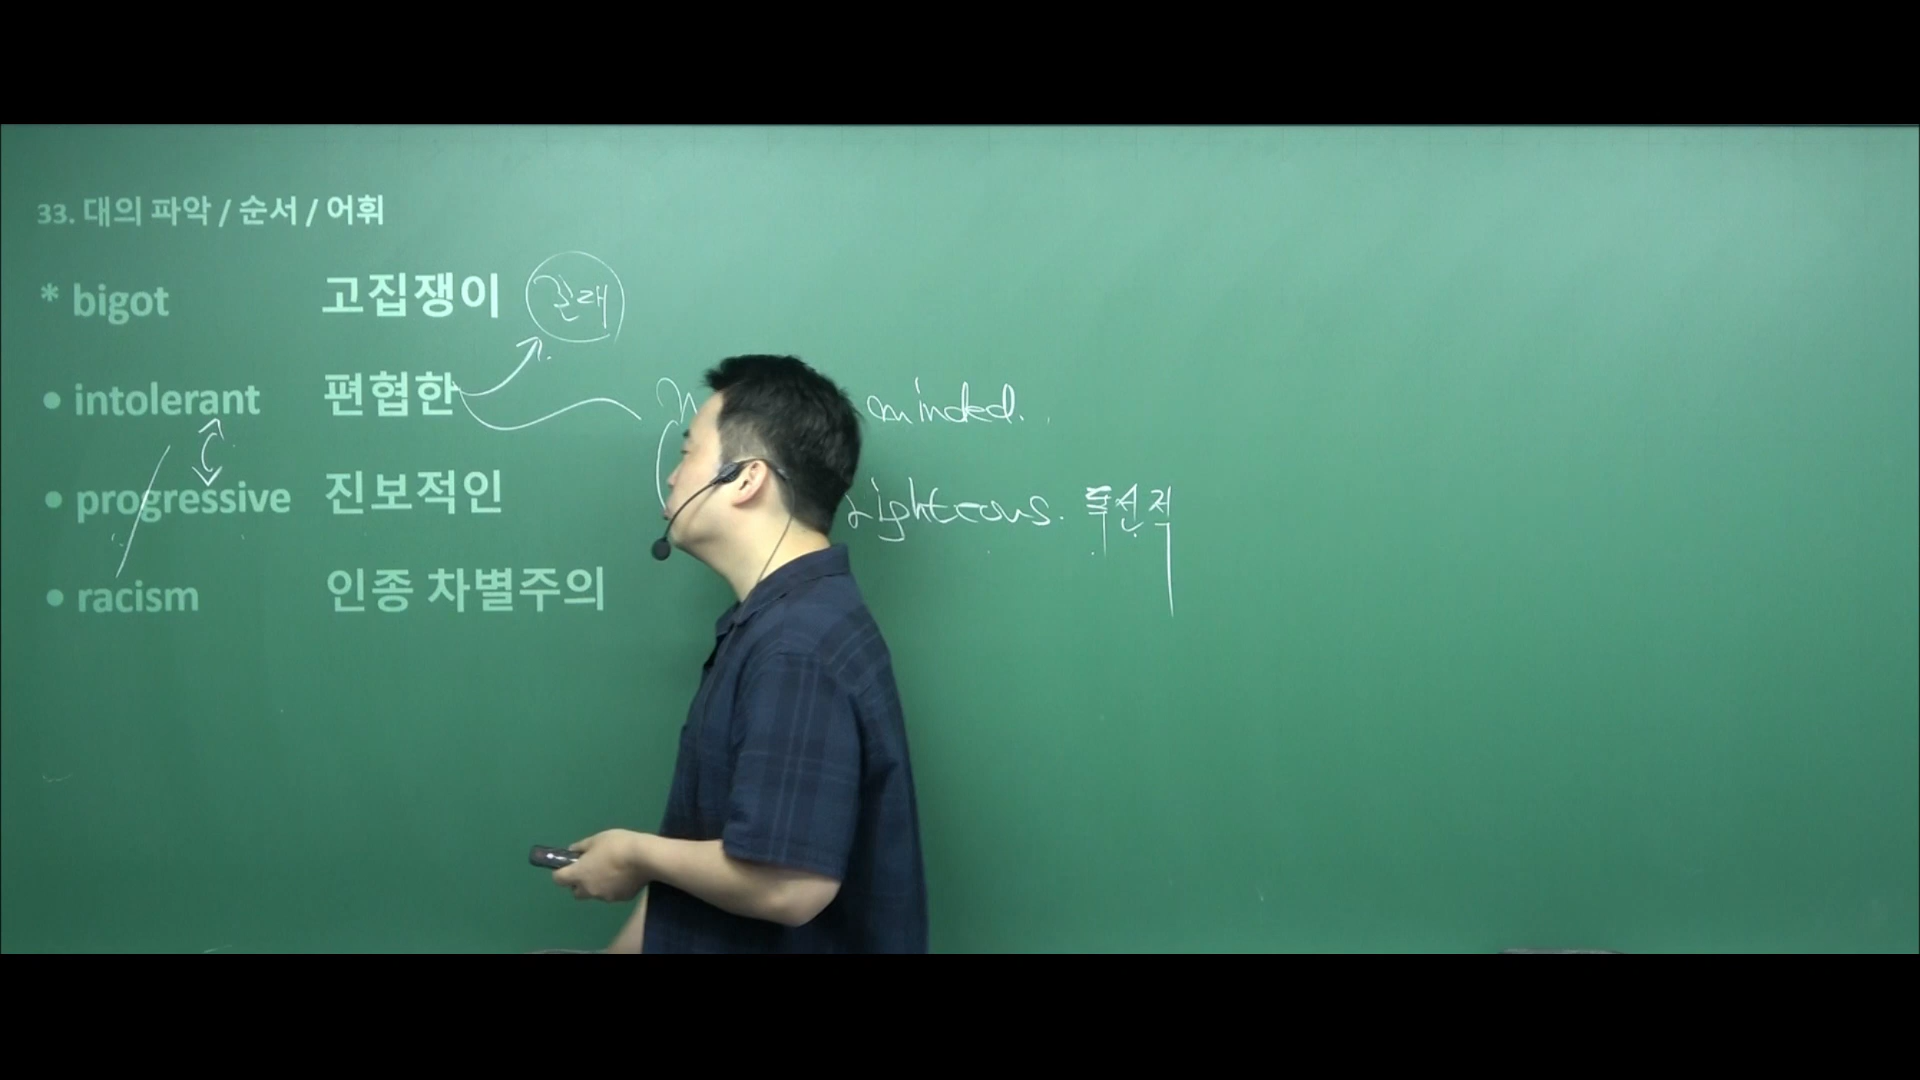 33. 대의 파악 / 순서 / 어휘
* bigot 고집쟁이 꼰대
• intolerant 편협한 minded.
• progressive 진보적인 righteous. 독선적
• racism 인종 차별주의